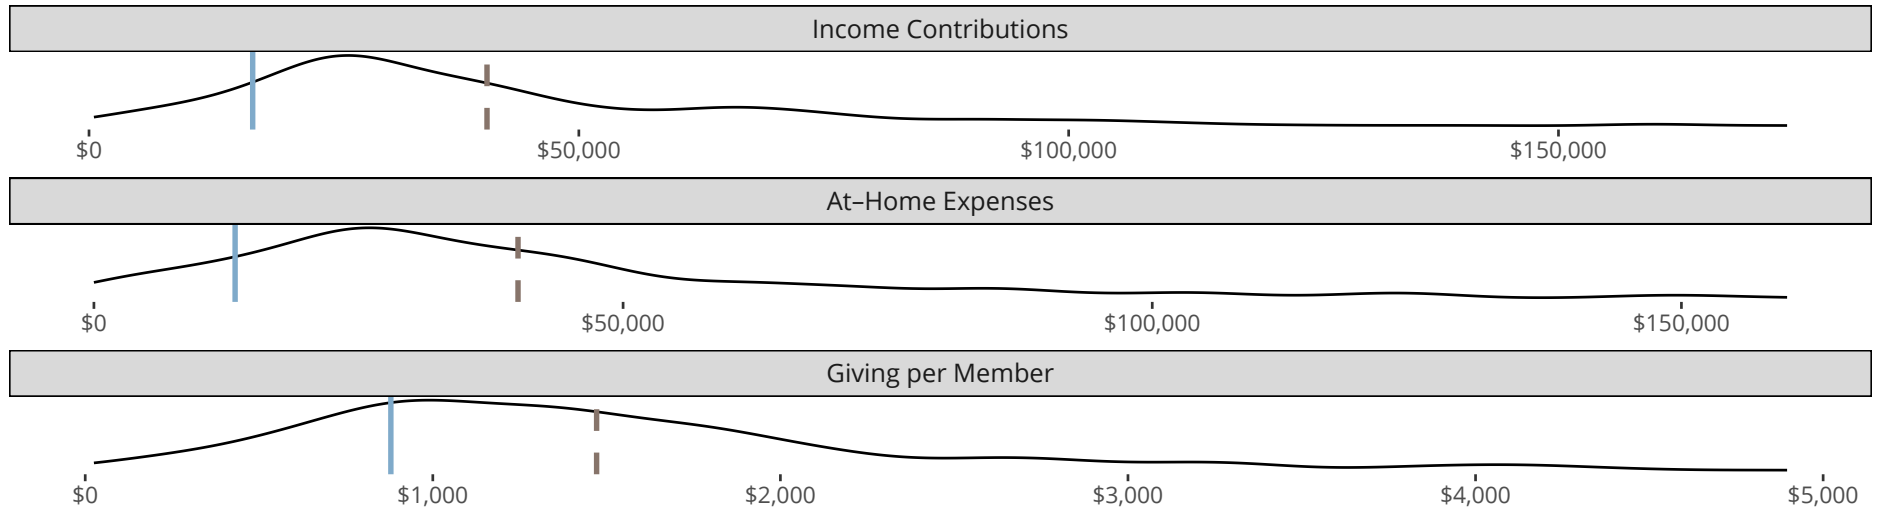 Income Contributions
$0 $50,000 $100,000 $150,000
At–Home Expenses
$0 $50,000 $100,000 $150,000
Giving per Member
$0 $1,000 $2,000 $3,000 $4,000 $5,000